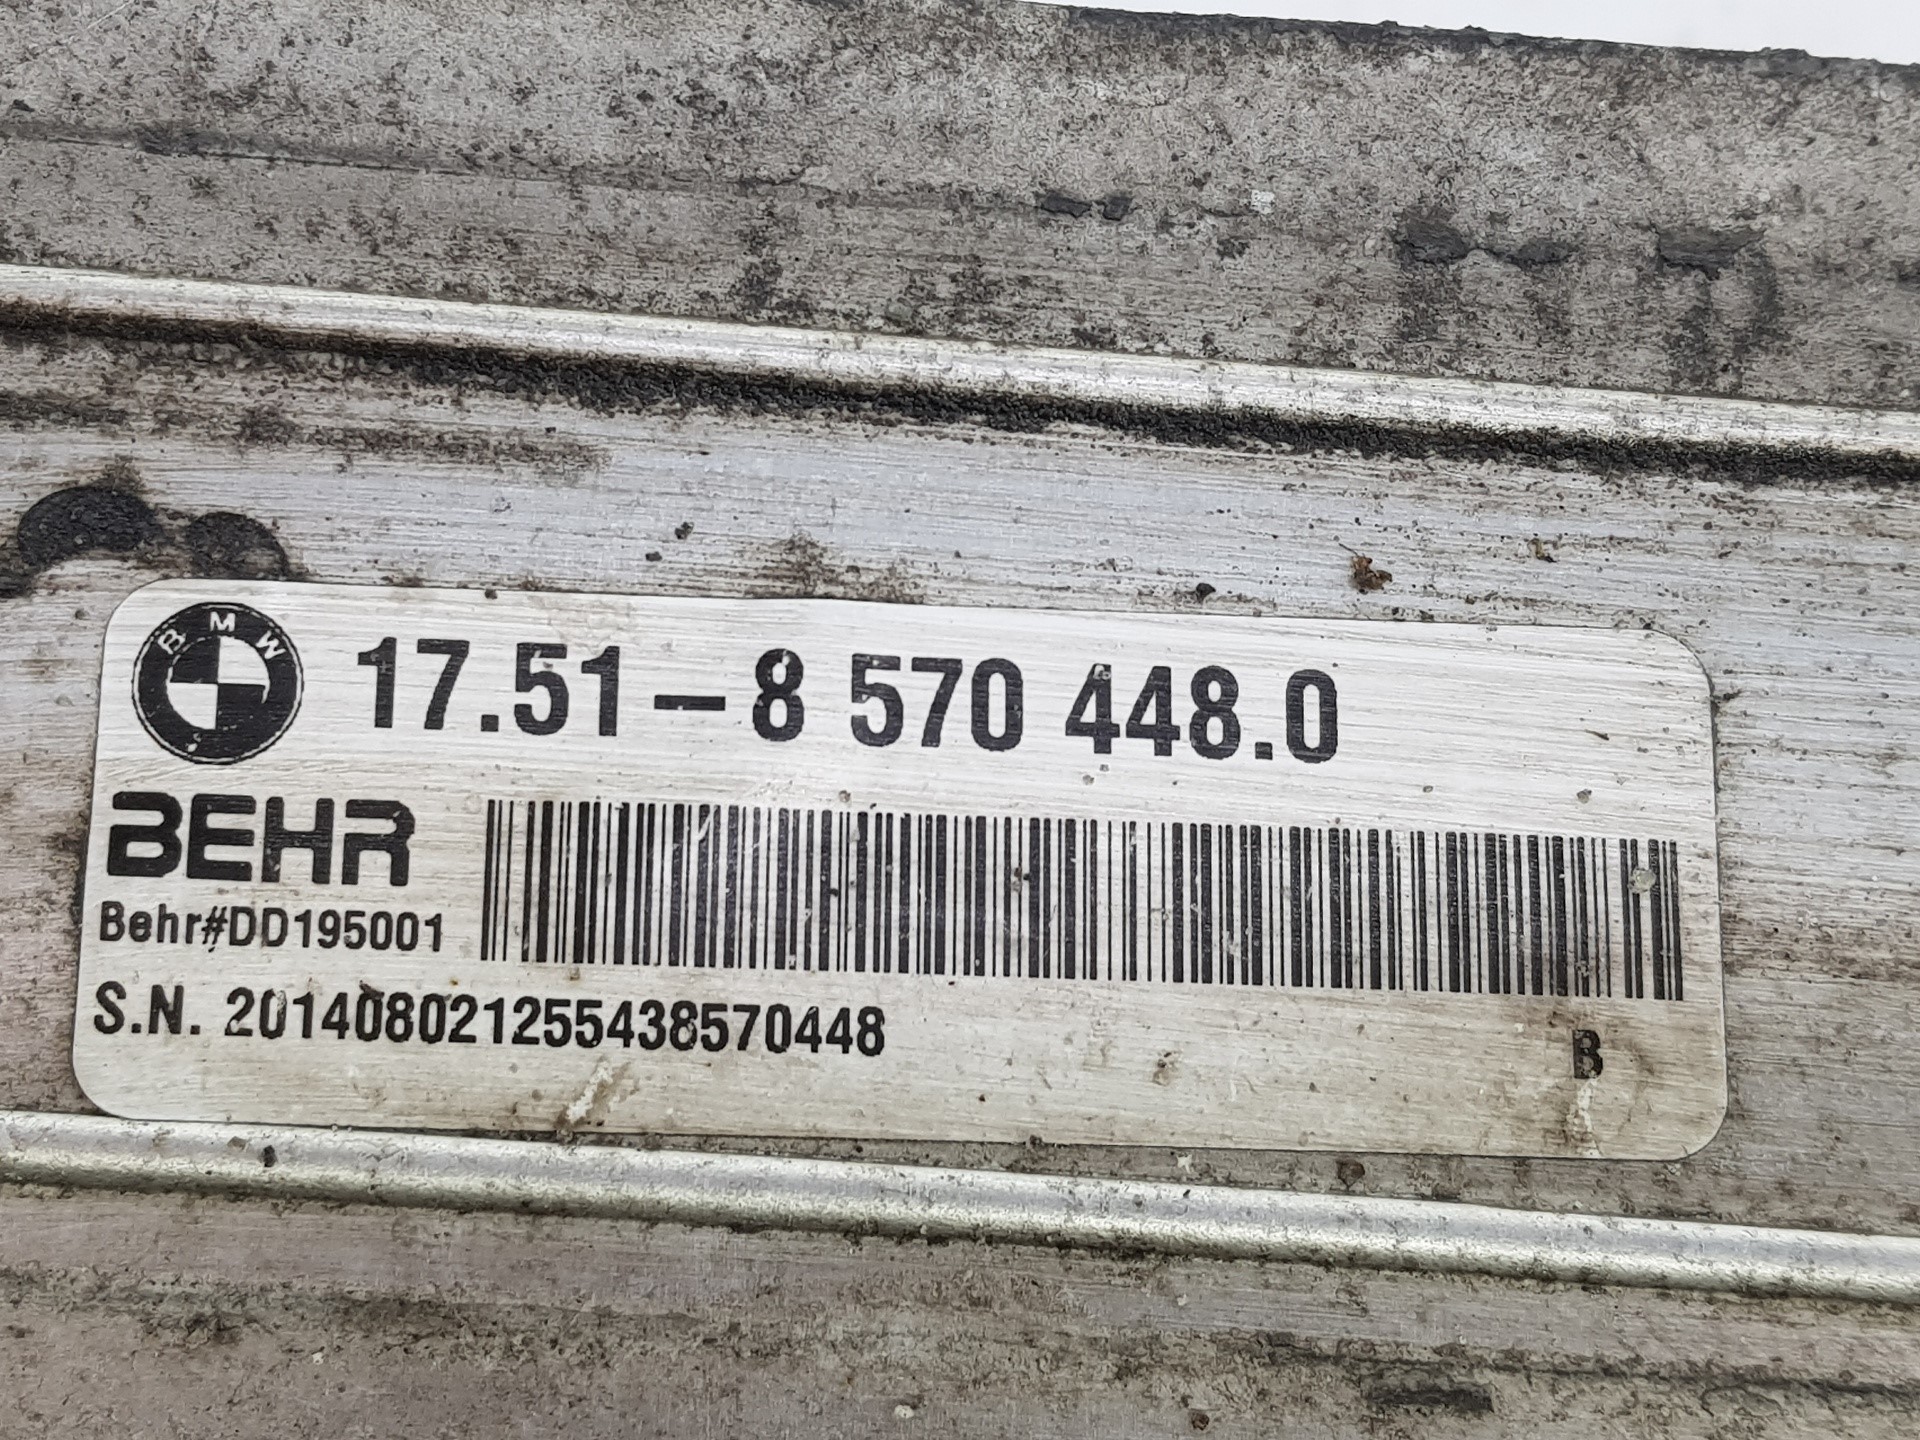 BMW 17.51-8 570 448.0
BEHR
Behr#DD195001
S.N. 20140802125543857044​8
B